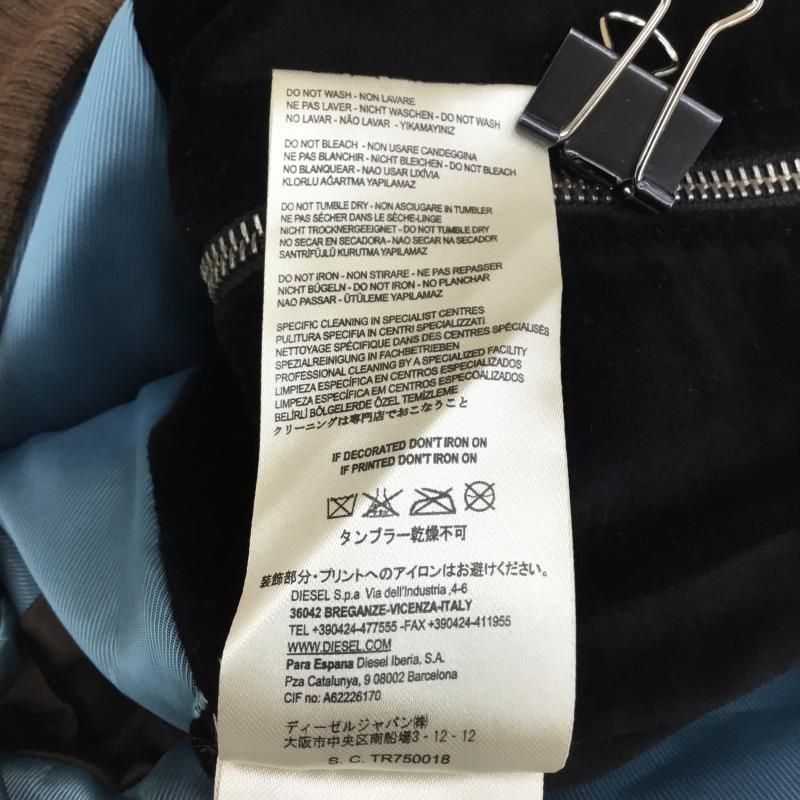 DO NOT WASH - NON LAVARE
NE PAS LAVER - NICHT WASCHEN - DO NOT WASH
NO LAVAR - NÃO LAVAR - YIKAMAYINIZ
DO NOT BLEACH - NON USARE CANDEGGINA
NE PAS BLANCHIR - NICHT BLEICHEN - DO NOT BLEACH
NO BLANQUEAR - NAO USAR LIXÍVIA
KLORLU AĞARTMA YAPILAMAZ
DO NOT TUMBLE DRY - NON ASCIUGARE IN TUMBLER
NE PAS SÉCHER DANS LE SÈCHE-LINGE
NICHT TROCKNERGEEIGNET - DO NOT TUMBLE DRY
NO SECAR EN SECADORA - NAO SECAR NA SECADOR
SANTRİFÜJLÜ KURUTMA YAPILAMAZ
DO NOT IRON - NON STIRARE - NE PAS REPASSER
NICHT BÜGELN - DO NOT IRON - NO PLANCHAR
NAO PASSAR - ÜTÜLEME YAPILAMAZ
SPECIFIC CLEANING IN SPECIALIST CENTRES
PULITURA SPECIFIA IN CENTRI SPECIALIZZATI
NETTOYAGE SPÉCIFIQUE DANS DES CENTRES SPÉCIALISÉS
SPEZIALREINIGUNG IN FACHBETRIEBEN
PROFESSIONAL CLEANING BY A SPECIALIZED FACILITY
LIMPIEZA ESPECÍFICA EN CENTROS ESPECIALIZADOS
LIMPEZA ESPECÍFICA EM CENTROS ESPECOALIZADOS
BELİRLİ BÖLGELERDE ÖZEL TEMİZLEME
クリーニングは専門店でおこなうこと
IF DECORATED DON'T IRON ON
IF PRINTED DON'T IRON ON
タンブラー乾燥不可
装飾部分・プリントへのアイロンはお避けください。
DIESEL S.p.a Via dell'Industria ,4-6
36042 BREGANZE-VICENZA-ITALY
TEL +390424-477555 -FAX +390424-411955
WWW.DIESEL.COM
Para Espana Diesel Iberia, S.A.
Pza Catalunya, 9 08002 Barcelona
CIF no: A62226170
ディーゼルジャパン㈱
大阪市中央区南船場3-12-12
S. C. TR750018